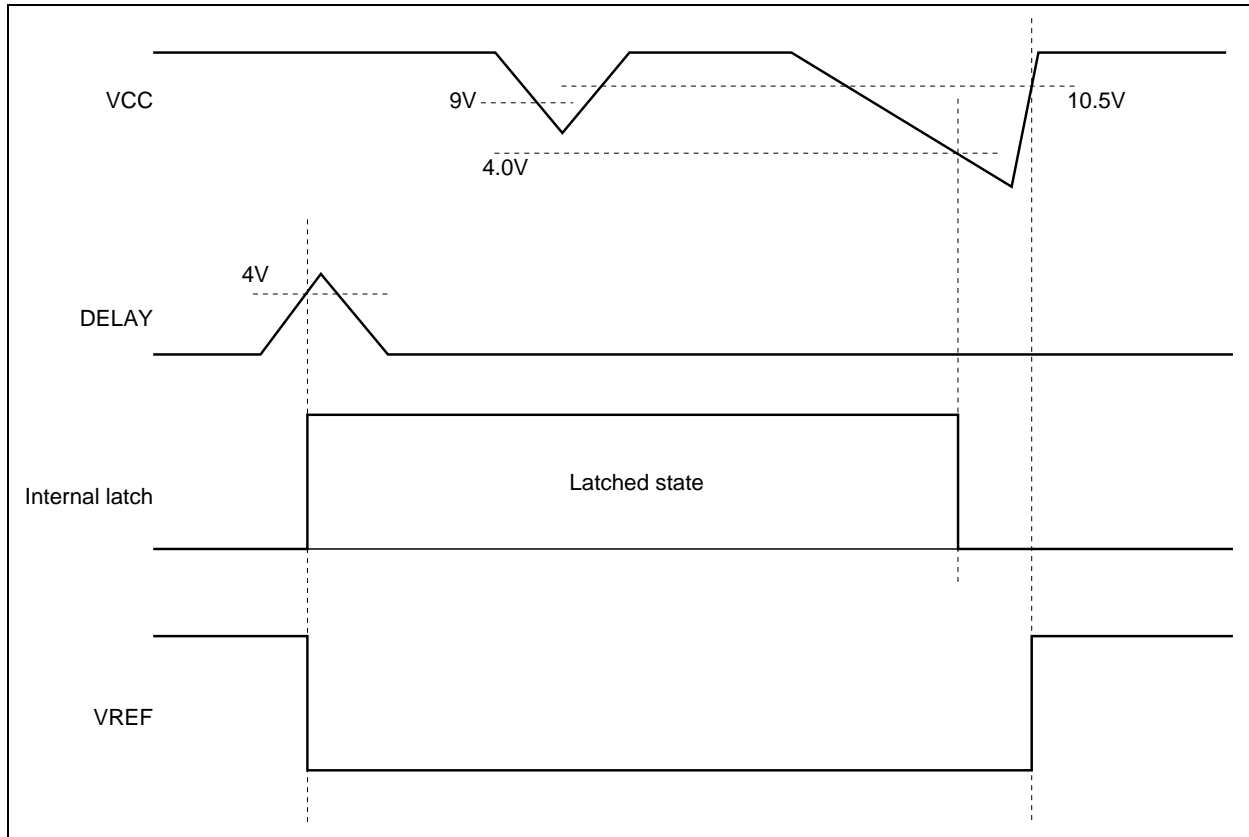 VCC
9V
10.5V
4.0V
4V
DELAY
Latched state
Internal latch
VREF